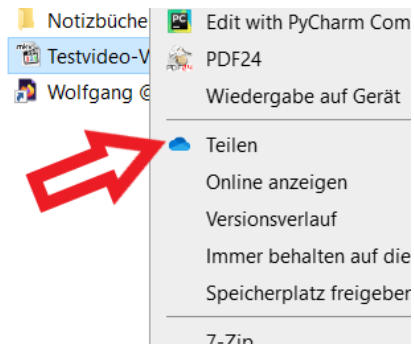 Notizbüche
Testvideo-V
Wolfgang @
Edit with PyCharm Com
PDF24
Wiedergabe auf Gerät
Teilen
Online anzeigen
Versionsverlauf
Immer behalten auf die
Speicherplatz freigeben
7-Zip